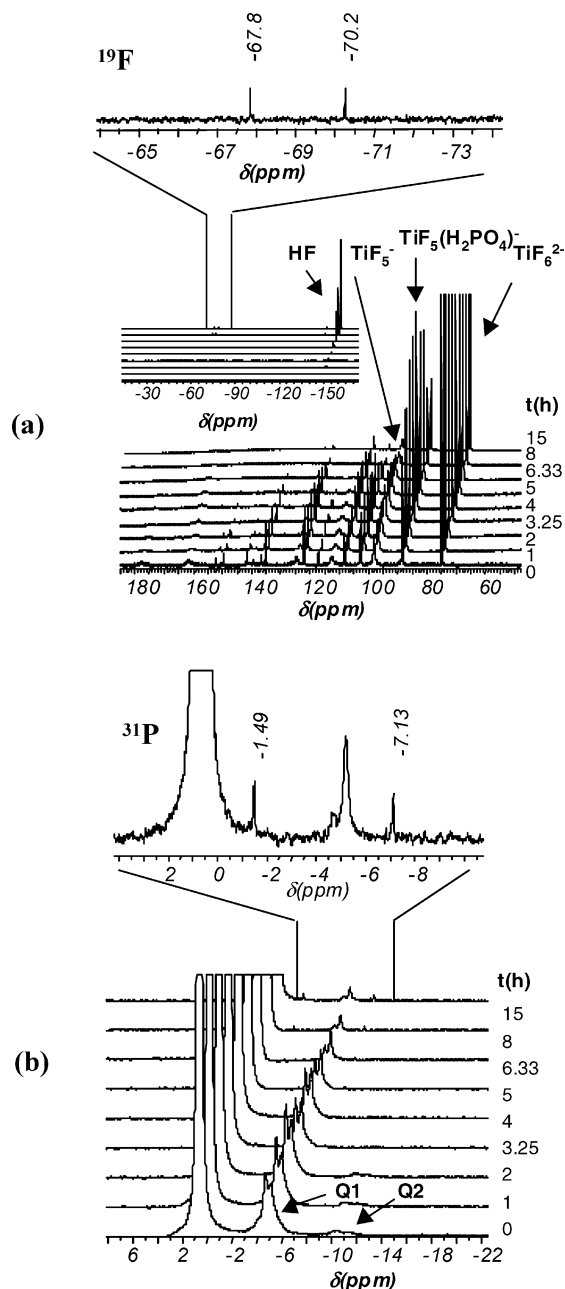 -67.8
-70.2
19F
-65 -67 -69 -71 -73
δ(ppm)
HF TiF5- TiF5(H2PO4)- TiF6 2-
-30 -60 -90 -120 -150
δ(ppm)
(a)
t(h)
15
8
6.33
5
4
3.25
2
1
0
180 160 140 120 100 80 60
δ(ppm)
31P
-1.49
-7.13
2 0 -2 -4 -6 -8
δ(ppm)
(b)
t(h)
15
8
6.33
5
4
3.25
2
1
0
Q1 Q2
6 2 -2 -6 -10 -14 -18 -22
δ(ppm)